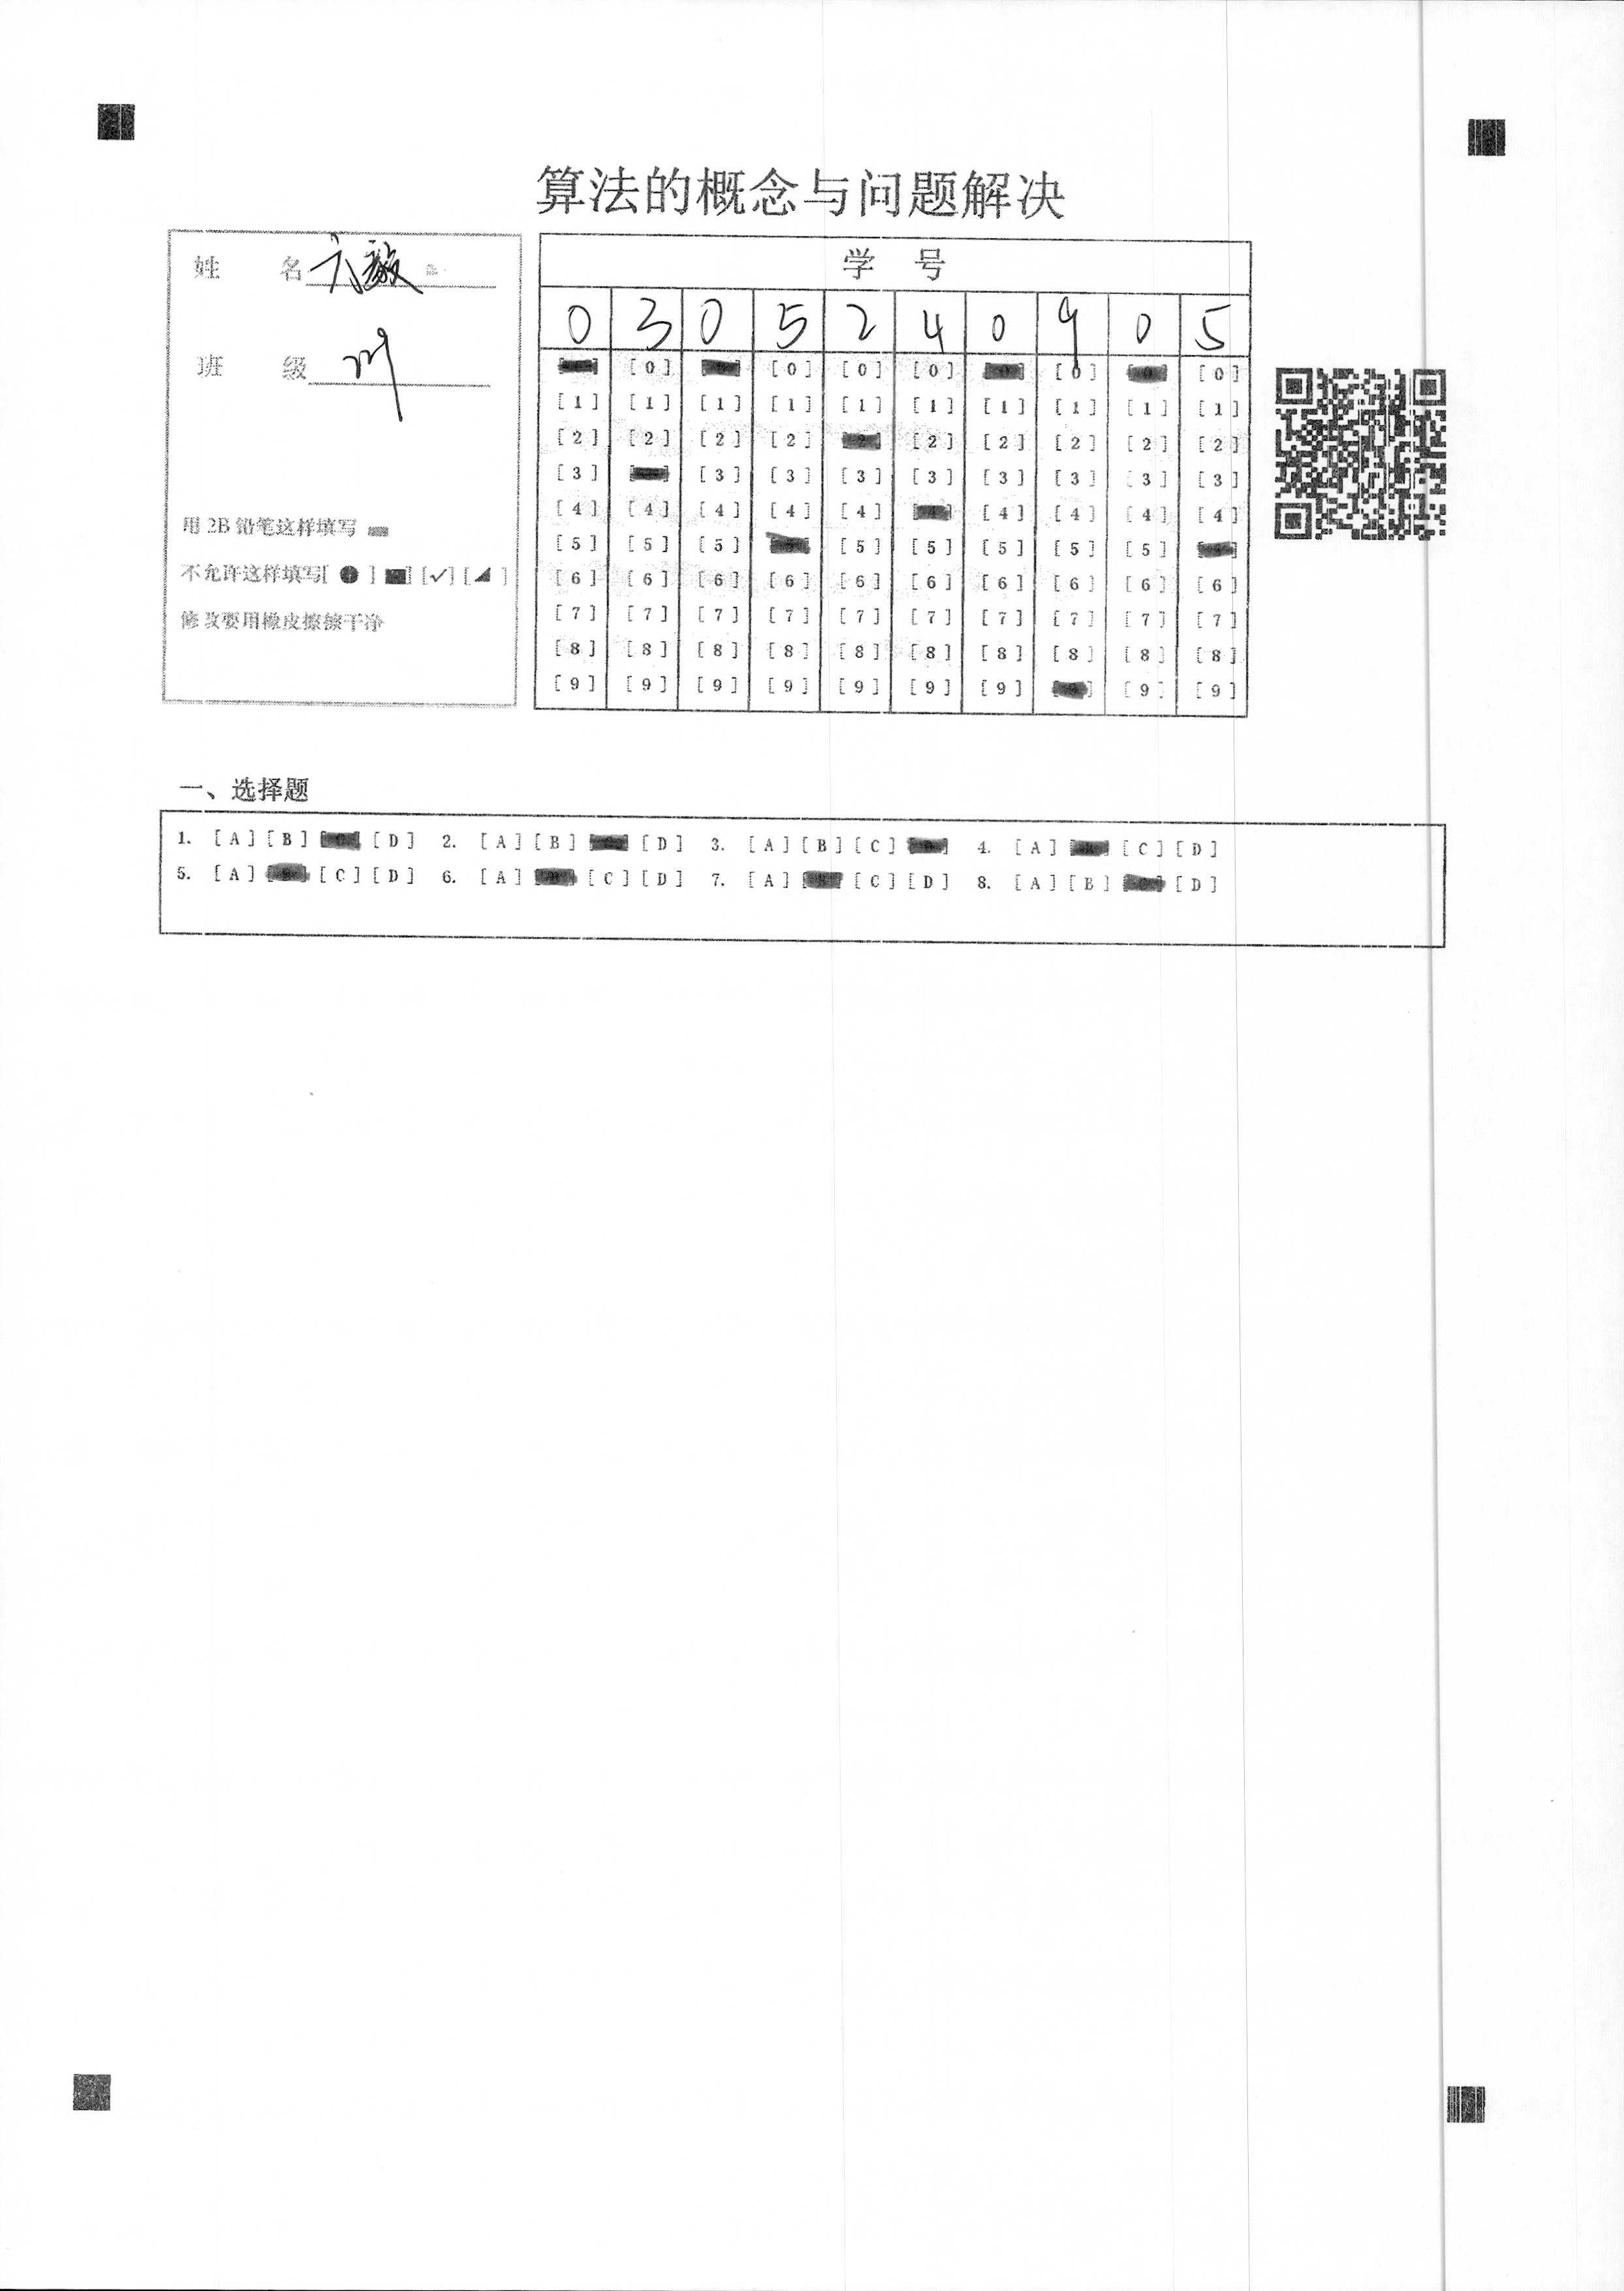 算法的概念与问题解决
姓 名
班 级
用 2B 铅笔这样填写
不允许这样填写[ ● ] [■] [✓] [◢ ]
修改要用橡皮擦擦干净
学 号
0 3 0 5 2 4 0 9 0 5
[0] [0] [0] [0] [0] [0]
[1] [1] [1] [1] [1] [1] [1] [1] [1] [1]
[2] [2] [2] [2] [2] [2] [2] [2] [2]
[3] [3] [3] [3] [3] [3] [3] [3] [3]
[4] [4] [4] [4] [4] [4] [4] [4] [4]
[5] [5] [5] [5] [5] [5] [5] [5]
[6] [6] [6] [6] [6] [6] [6] [6] [6] [6]
[7] [7] [7] [7] [7] [7] [7] [7] [7] [7]
[8] [8] [8] [8] [8] [8] [8] [8] [8] [8]
[9] [9] [9] [9] [9] [9] [9] [9] [9]
一、选择题
1. [A] [B] [D] 2. [A] [B] [D] 3. [A] [B] [C] 4. [A] [C] [D]
5. [A] [C] [D] 6. [A] [C] [D] 7. [A] [C] [D] 8. [A] [B] [D]